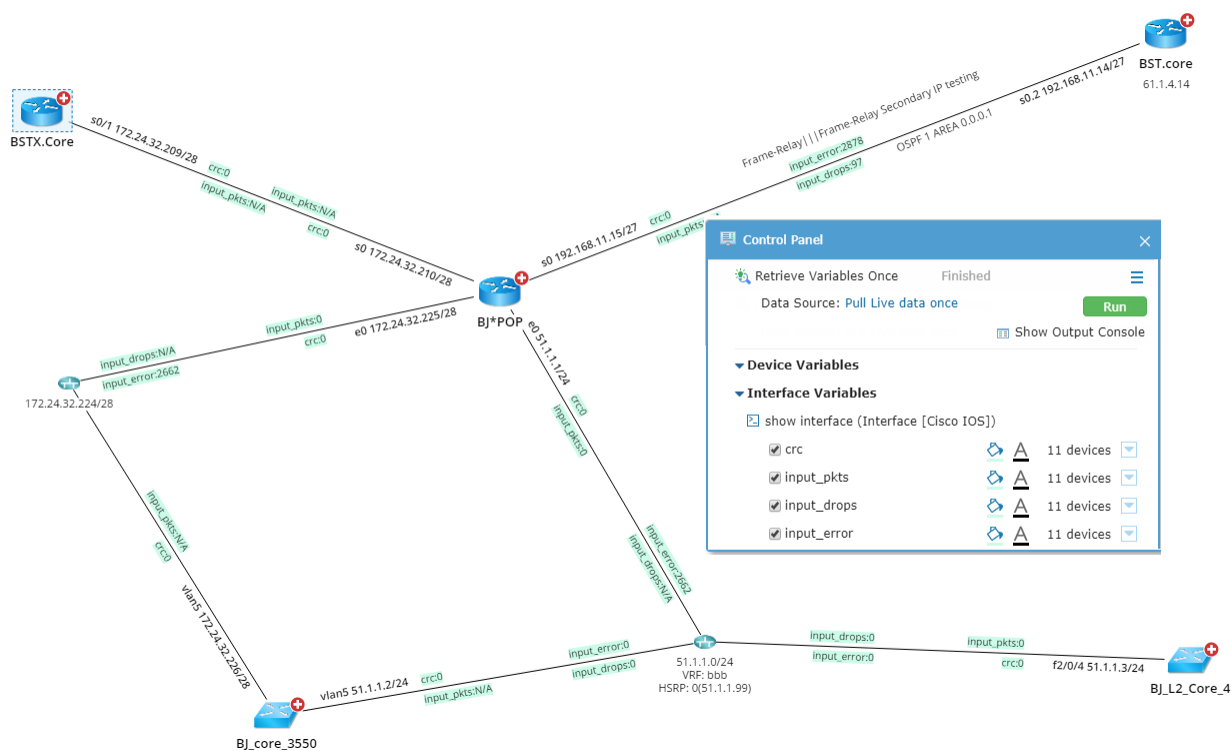 BST.core
61.1.4.14
s0.2 192.168.11.14/27
OSPF 1 AREA 0.0.0.1
Frame-Relay|||Frame-Relay Secondary IP testing
input_error:2878
input_drops:97
crc:0
input_pkts:
s0 192.168.11.15/27
BSTX.Core
s0/1 172.24.32.209/28
crc:0
input_pkts:N/A
input_pkts:N/A
crc:0
s0 172.24.32.210/28
BJ*POP
e0 172.24.32.225/28
input_pkts:0
crc:0
input_drops:N/A
input_error:2662
172.24.32.224/28
e0 51.1.1.1/24
crc:0
input_pkts:0
input_error:2662
input_drops:N/A
input_pkts:N/A
crc:0
vlan5 172.24.32.226/28
BJ_core_3550
vlan5 51.1.1.2/24
crc:0
input_pkts:N/A
input_error:0
input_drops:0
51.1.1.0/24
VRF: bbb
HSRP: 0(51.1.1.99)
input_drops:0
input_error:0
input_pkts:0
crc:0
f2/0/4 51.1.1.3/24
BJ_L2_Core_4
Control Panel
Retrieve Variables Once Finished
Data Source: Pull Live data once
Run
Show Output Console
Device Variables
Interface Variables
show interface (Interface [Cisco IOS])
crc A 11 devices
input_pkts A 11 devices
input_drops A 11 devices
input_error A 11 devices